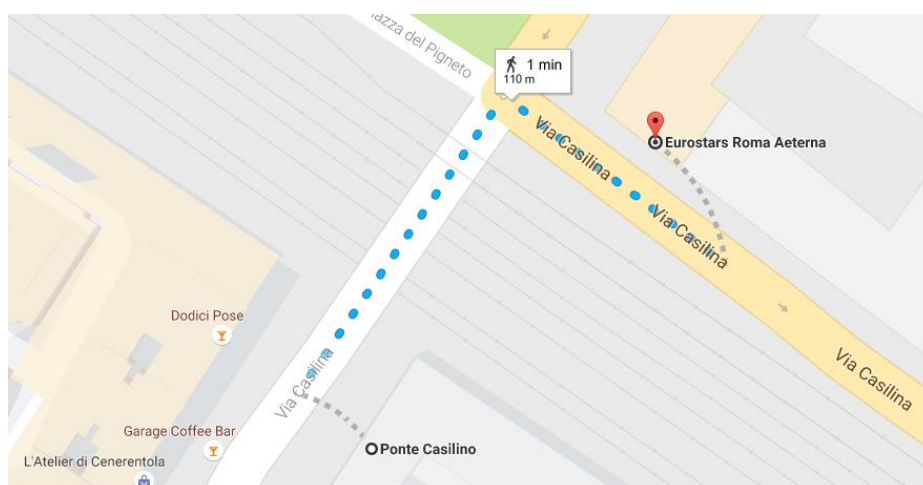 Piazza del Pigneto
1 min
110 m
Via Casilina
Eurostars Roma Aeterna
Via Casilina
Dodici Pose
Via Casilina
Via Casilina
Garage Coffee Bar
Ponte Casilino
L'Atelier di Cenerentola